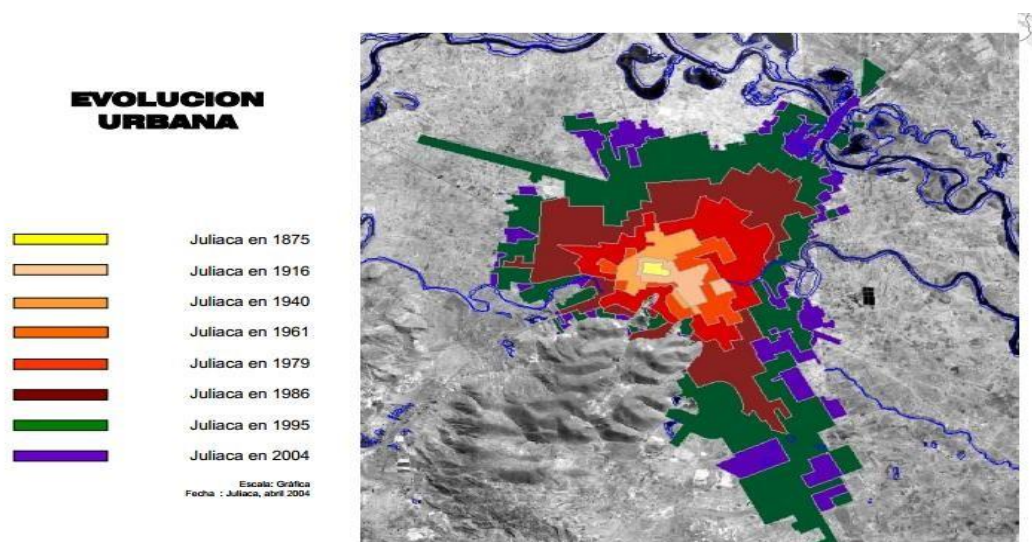 EVOLUCION
URBANA
Juliaca en 1875
Juliaca en 1916
Juliaca en 1940
Juliaca en 1961
Juliaca en 1979
Juliaca en 1986
Juliaca en 1995
Juliaca en 2004
Escala: Gráfica
Fecha : Juliaca, abril 2004